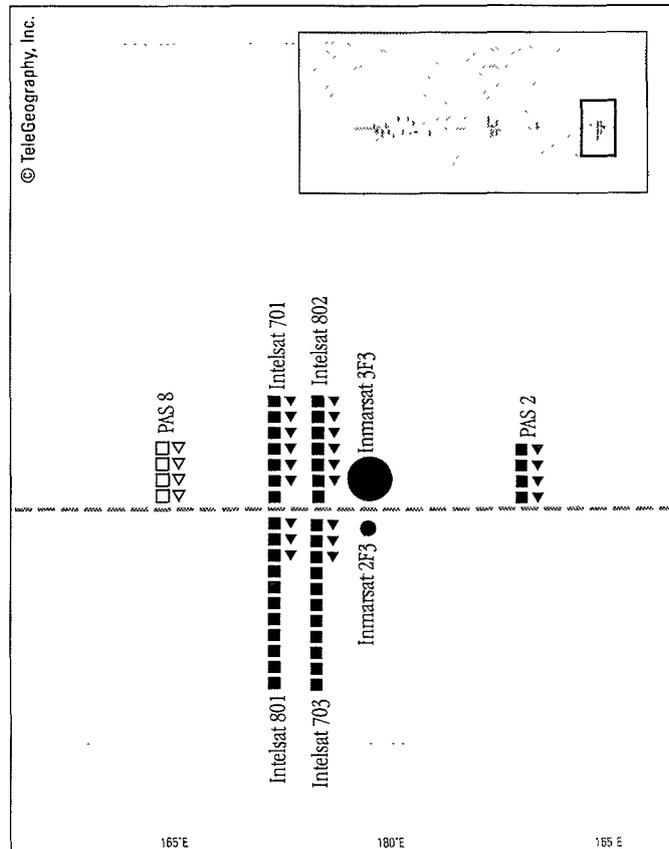 © TeleGeography, Inc.
PAS 8
Intelsat 701
Intelsat 801
Intelsat 802
Intelsat 703
Inmarsat 3F3
Inmarsat 2F3
PAS 2
165°E
180°E
165 E